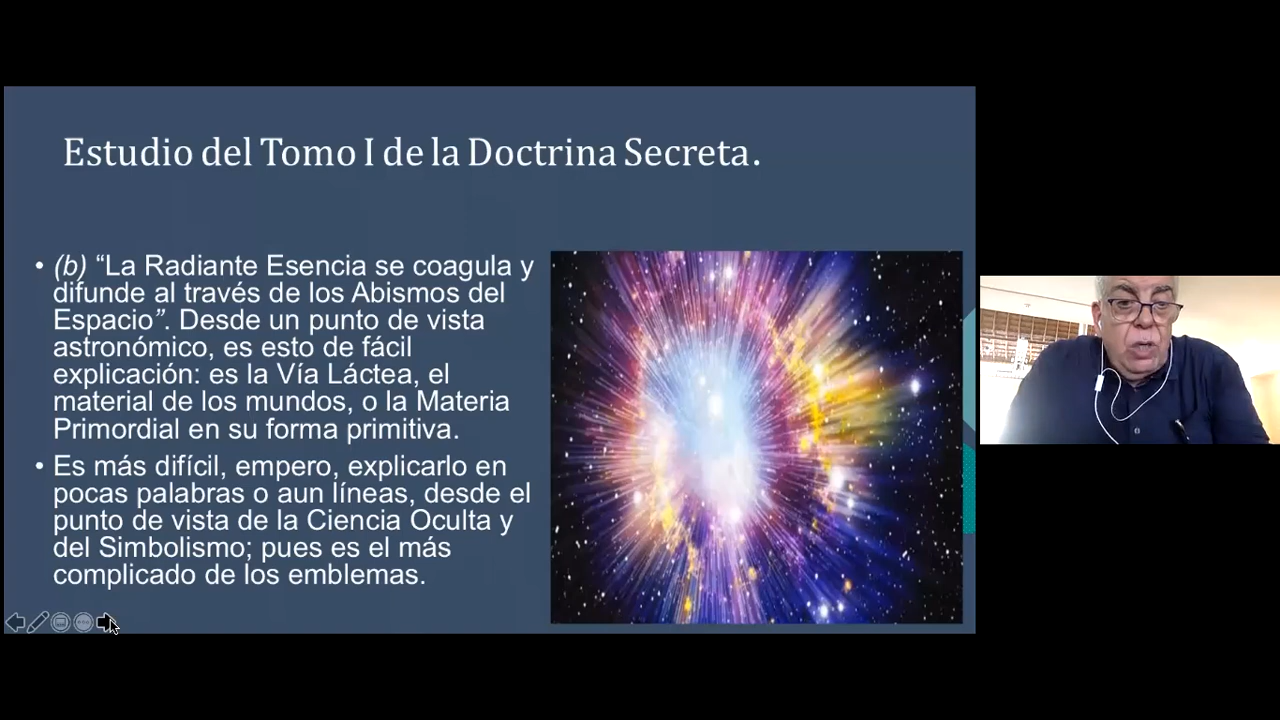 Estudio del Tomo I de la Doctrina Secreta.
• (b) “La Radiante Esencia se coagula y
difunde al través de los Abismos del
Espacio”. Desde un punto de vista
astronómico, es esto de fácil
explicación: es la Vía Láctea, el
material de los mundos, o la Materia
Primordial en su forma primitiva.
• Es más difícil, empero, explicarlo en
pocas palabras o aun líneas, desde el
punto de vista de la Ciencia Oculta y
del Simbolismo; pues es el más
complicado de los emblemas.